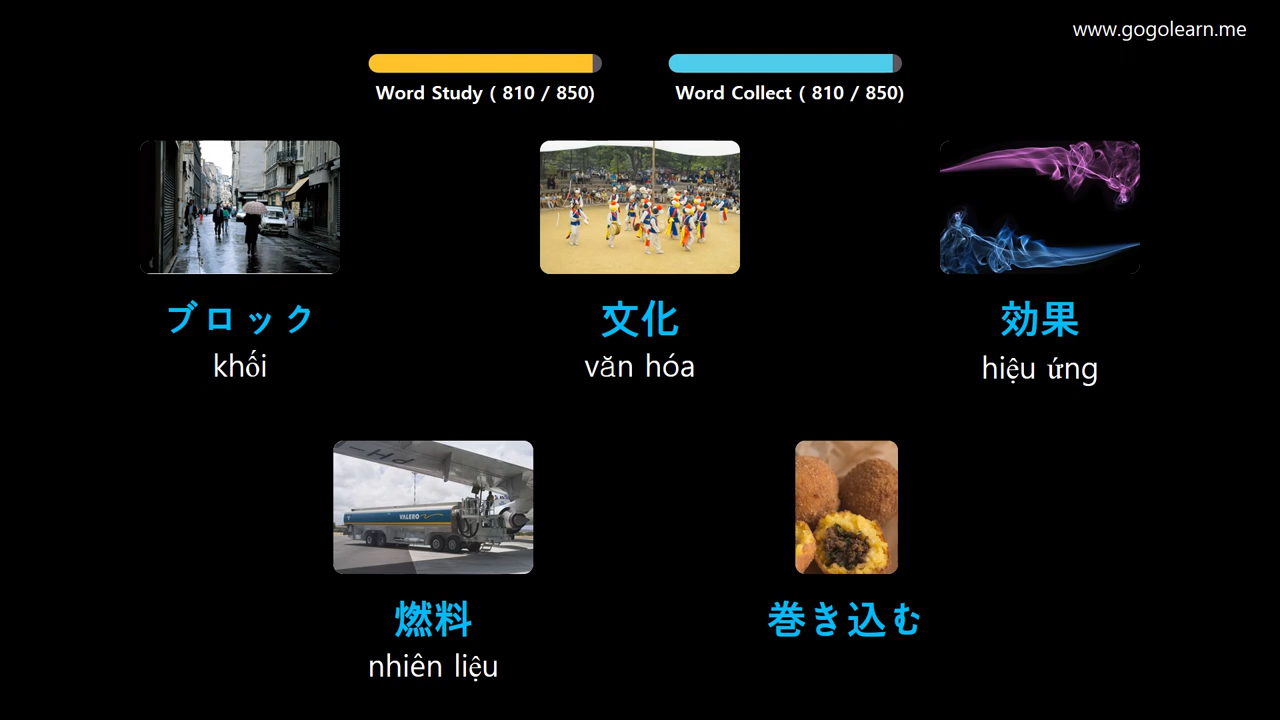 www.gogolearn.me
Word Study ( 810 / 850)
Word Collect ( 810 / 850)
ブロック
khối
文化
văn hóa
効果
hiệu ứng
PH-
VALERO
燃料
nhiên liệu
巻き込む